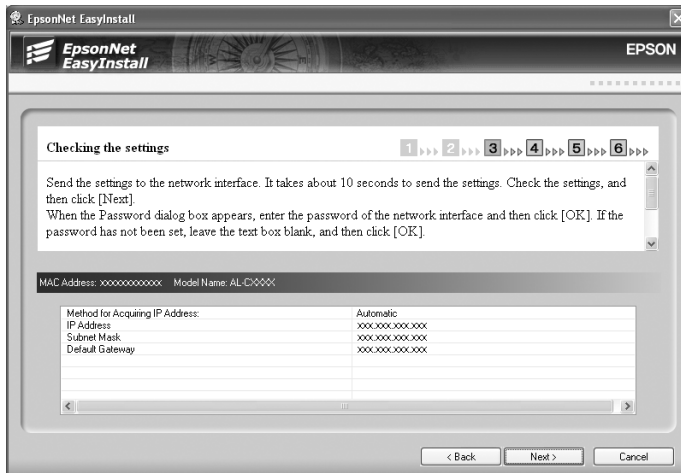 EpsonNet EasyInstall
EpsonNet
EasyInstall
EPSON
Checking the settings
1 2 3 4 5 6
Send the settings to the network interface. It takes about 10 seconds to send the settings. Check the settings, and
then click [Next].
When the Password dialog box appears, enter the password of the network interface and then click [OK]. If the
password has not been set, leave the text box blank, and then click [OK].
MAC Address: xxxxxxxxxxxx Model Name: AL-CXXXX
Method for Acquiring IP Address: Automatic
IP Address xxx.xxx.xxx.xxx
Subnet Mask xxx.xxx.xxx.xxx
Default Gateway xxx.xxx.xxx.xxx
< Back Next > Cancel